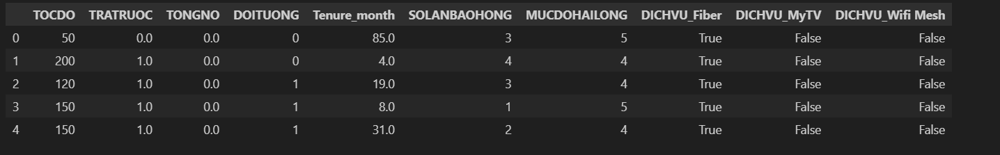 TOCDO TRATRUOC TONGNO DOITUONG Tenure_month SOLANBAOHONG MUCDOHAILONG DICHVU_Fiber DICHVU_MyTV DICHVU_Wifi Mesh
0 50 0.0 0.0 0 85.0 3 5 True False False
1 200 1.0 0.0 0 4.0 4 4 True False False
2 120 1.0 0.0 1 19.0 3 4 True False False
3 150 1.0 0.0 1 8.0 1 5 True False False
4 150 1.0 0.0 1 31.0 2 4 True False False